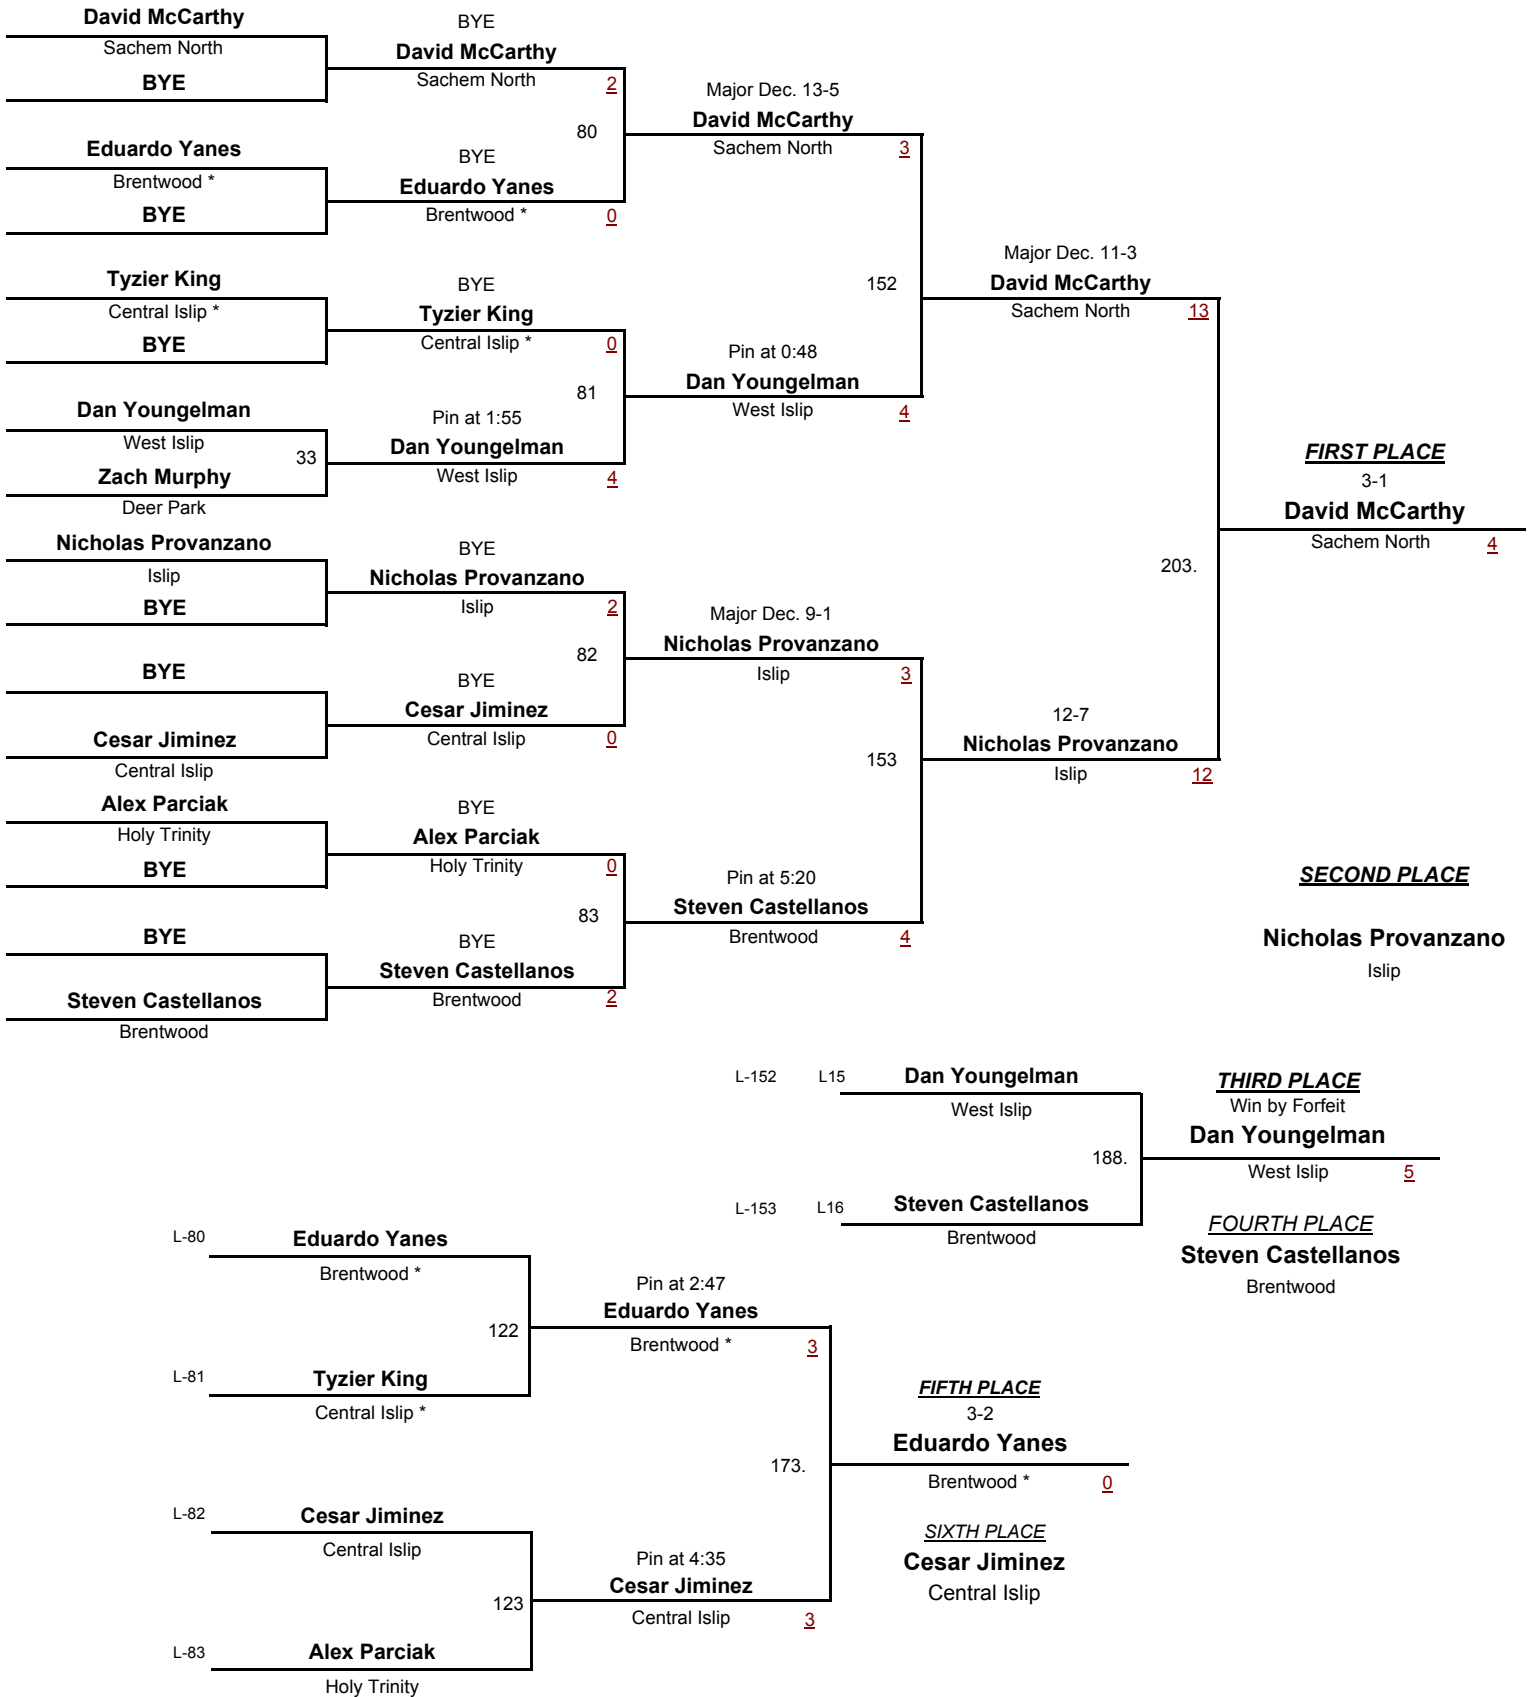 David McCarthy
Sachem North
BYE
BYE
David McCarthy
Sachem North 2
80
Eduardo Yanes
Brentwood *
BYE
BYE
Eduardo Yanes
Brentwood * 0
Major Dec. 13-5
David McCarthy
Sachem North 3
Tyzier King
Central Islip *
BYE
BYE
Tyzier King
Central Islip * 0
81
Dan Youngelman
West Islip
33
Zach Murphy
Deer Park
Pin at 1:55
Dan Youngelman
West Islip 4
Pin at 0:48
Dan Youngelman
West Islip 4
152
Major Dec. 11-3
David McCarthy
Sachem North 13
Nicholas Provanzano
Islip
BYE
BYE
Nicholas Provanzano
Islip 2
82
BYE
Cesar Jiminez
Central Islip
BYE
Cesar Jiminez
Central Islip 0
Major Dec. 9-1
Nicholas Provanzano
Islip 3
Alex Parciak
Holy Trinity
BYE
BYE
Alex Parciak
Holy Trinity 0
83
BYE
Steven Castellanos
Brentwood
BYE
Steven Castellanos
Brentwood 2
Pin at 5:20
Steven Castellanos
Brentwood 4
153
12-7
Nicholas Provanzano
Islip 12
203.
FIRST PLACE
3-1
David McCarthy
Sachem North 4
SECOND PLACE
Nicholas Provanzano
Islip
L-152 L15 Dan Youngelman
West Islip
188.
L-153 L16 Steven Castellanos
Brentwood
THIRD PLACE
Win by Forfeit
Dan Youngelman
West Islip 5
FOURTH PLACE
Steven Castellanos
Brentwood
L-80 Eduardo Yanes
Brentwood *
122
L-81 Tyzier King
Central Islip *
Pin at 2:47
Eduardo Yanes
Brentwood * 3
173.
L-82 Cesar Jiminez
Central Islip
123
L-83 Alex Parciak
Holy Trinity
Pin at 4:35
Cesar Jiminez
Central Islip 3
FIFTH PLACE
3-2
Eduardo Yanes
Brentwood * 0
SIXTH PLACE
Cesar Jiminez
Central Islip